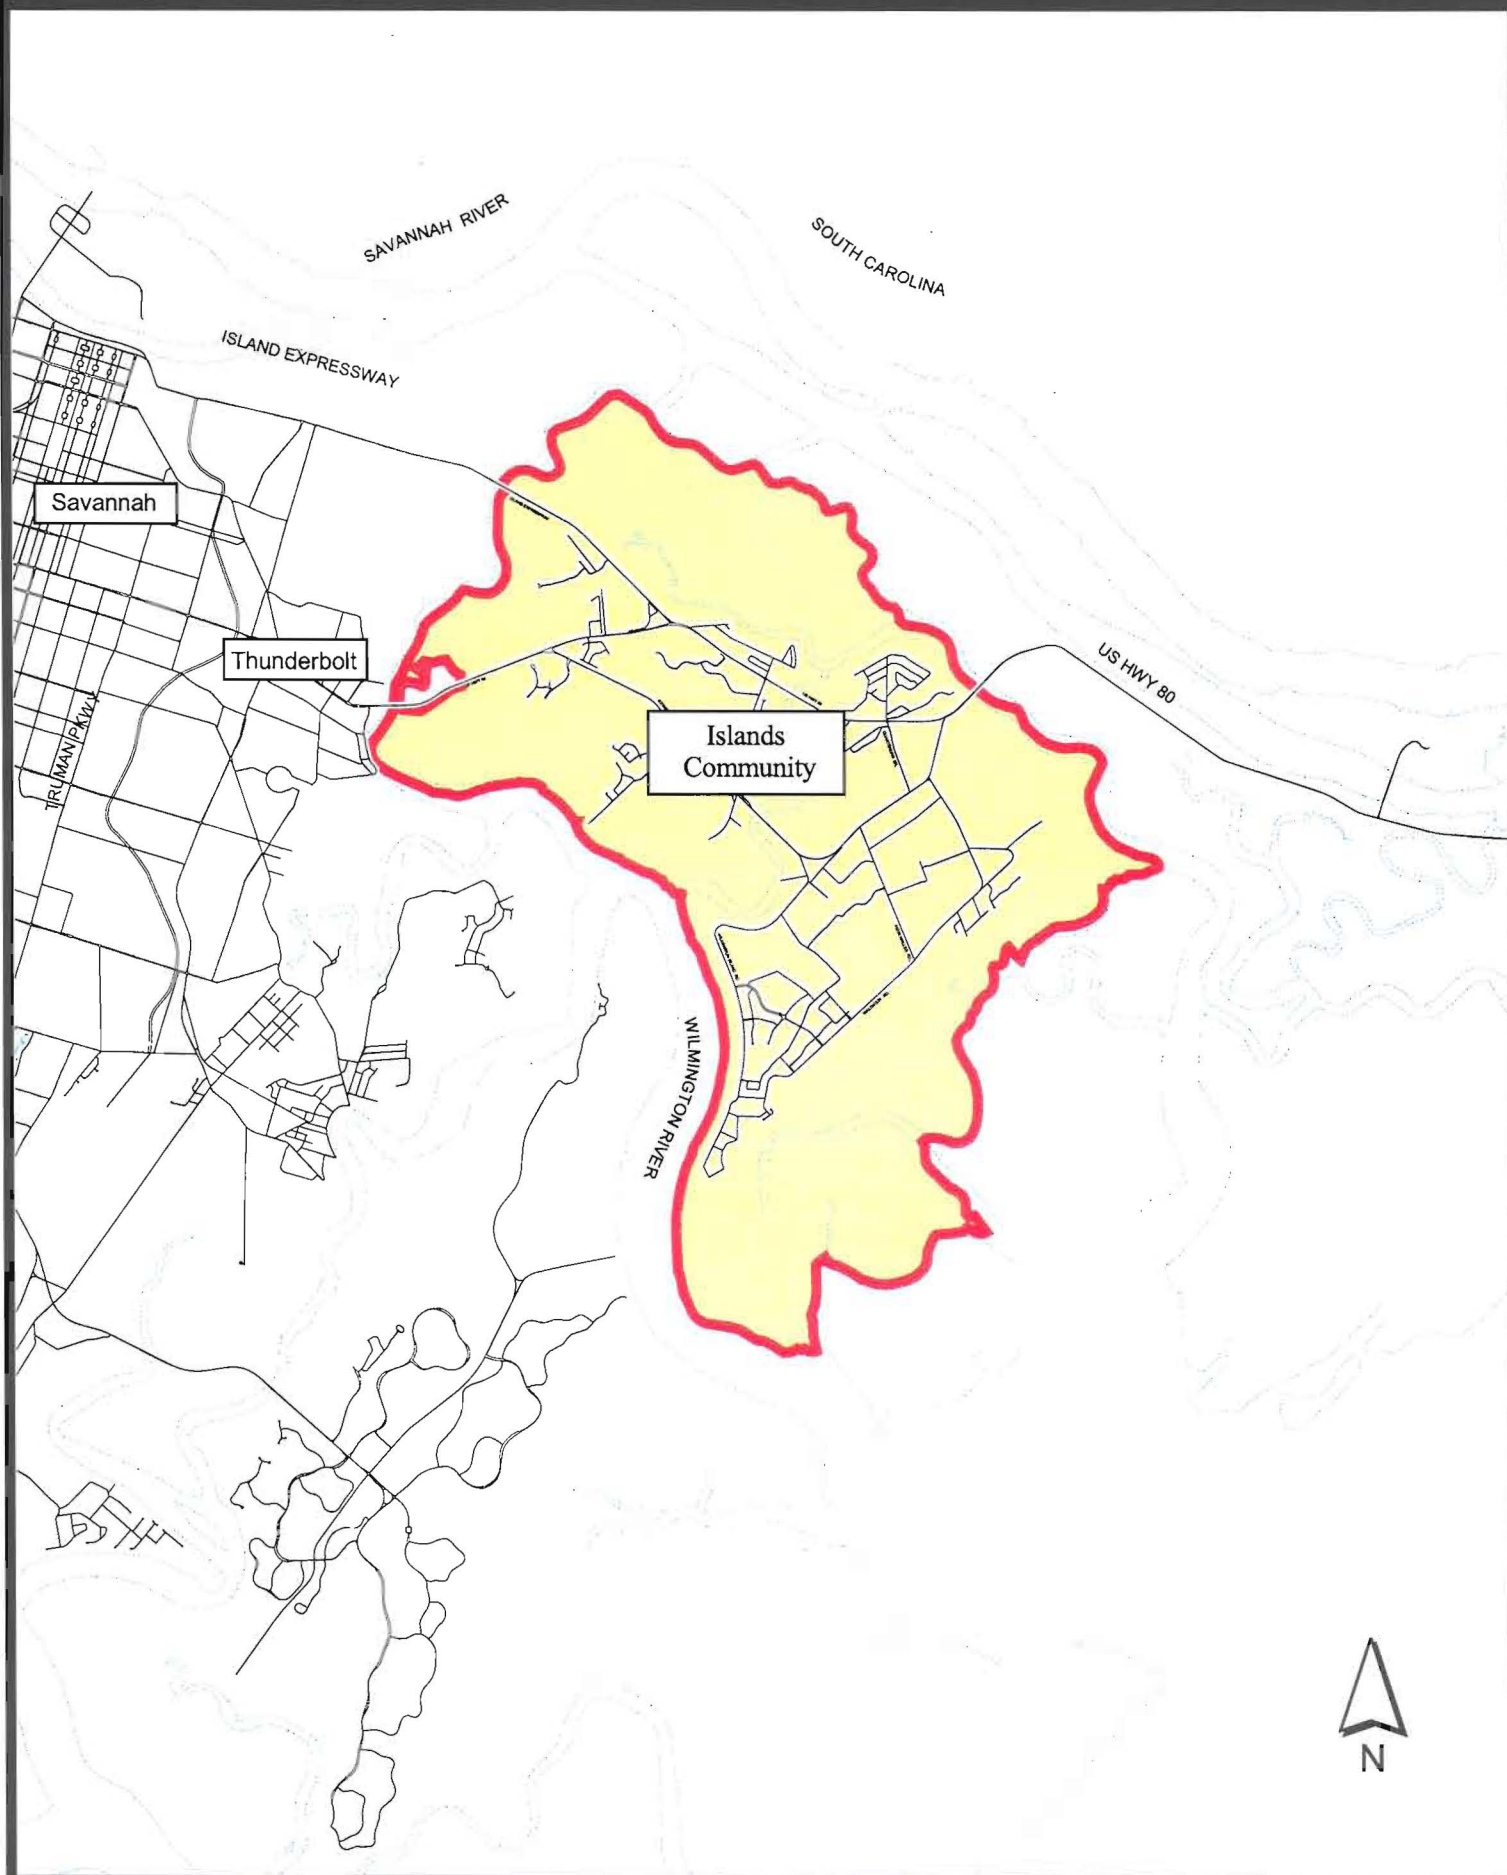 SAVANNAH RIVER
SOUTH CAROLINA
ISLAND EXPRESSWAY
Savannah
Thunderbolt
US HWY 80
TRUMAN PKWY
Islands
Community
WILMINGTON RIVER
N